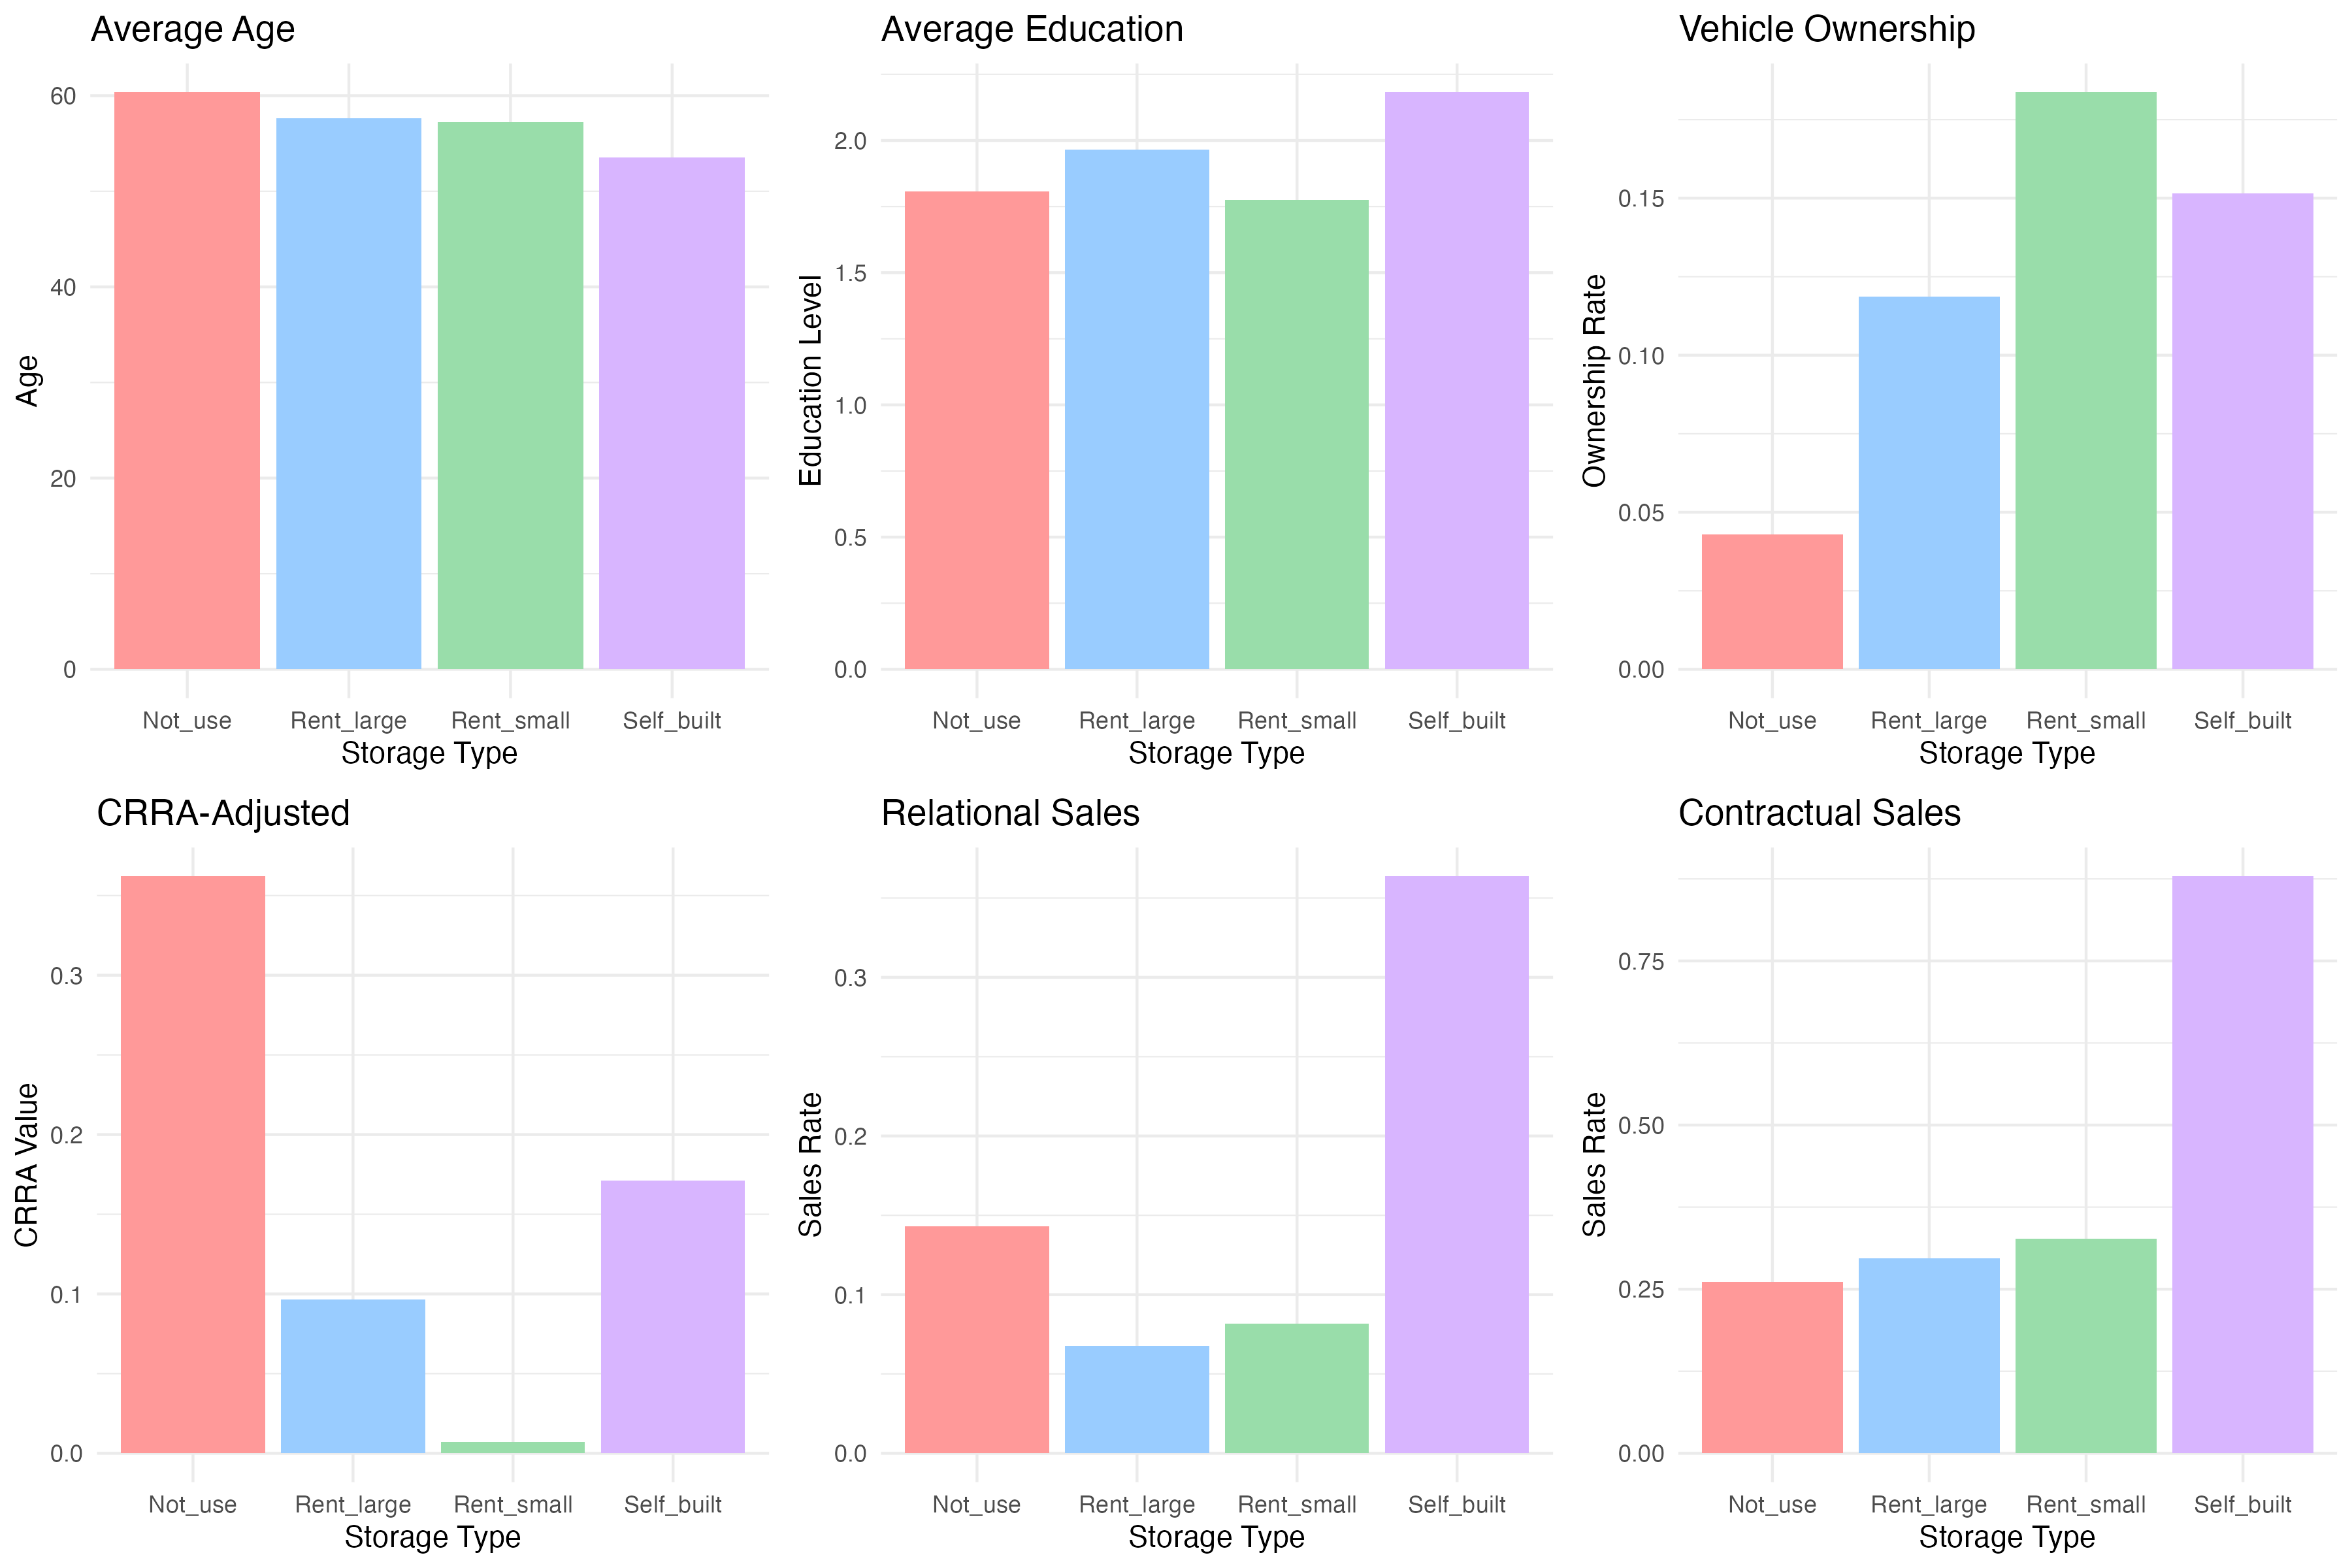 Average Age
Age
60
40
20
0
Not_use Rent_large Rent_small Self_built
Storage Type
Average Education
Education Level
2.0
1.5
1.0
0.5
0.0
Not_use Rent_large Rent_small Self_built
Storage Type
Vehicle Ownership
Ownership Rate
0.15
0.10
0.05
0.00
Not_use Rent_large Rent_small Self_built
Storage Type
CRRA-Adjusted
CRRA Value
0.3
0.2
0.1
0.0
Not_use Rent_large Rent_small Self_built
Storage Type
Relational Sales
Sales Rate
0.3
0.2
0.1
0.0
Not_use Rent_large Rent_small Self_built
Storage Type
Contractual Sales
Sales Rate
0.75
0.50
0.25
0.00
Not_use Rent_large Rent_small Self_built
Storage Type